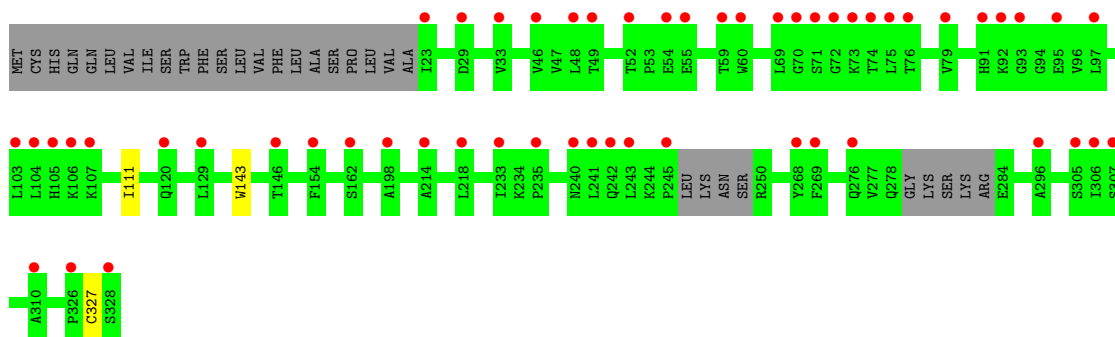 MET CYS HIS GLN GLN LEU VAL ILE SER TRP PHE SER LEU VAL PHE LEU ALA SER PRO LEU VAL ALA I23 D29 V33 V46 V47 L48 T49 T52 P53 E54 E55 T59 W60 L69 G70 S71 G72 K73 T74 L75 T76 V79 H91 K92 G93 G94 E95 V96 L97
L103 L104 H105 K106 K107 I111 Q120 L129 W143 T146 F154 S162 A198 A214 L218 I233 K234 P235 N240 L241 Q242 L243 K244 P245 LEU LYS ASN SER R250 Y268 F269 Q276 V277 Q278 GLY LYS SER LYS ARG E284 A296 S305 I306 S307
A310 P326 C327 S328